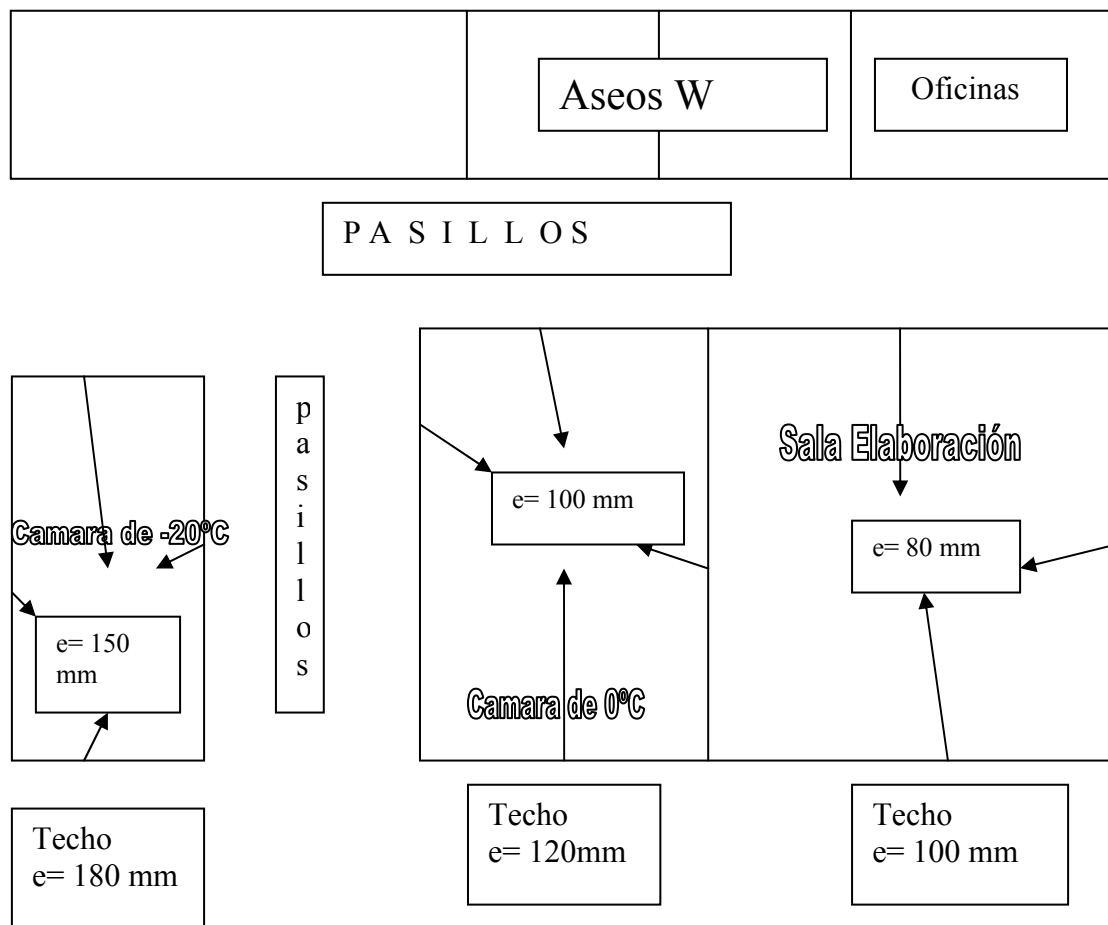 Aseos W
Oficinas
P A S I L L O S
p
a
s
i
l
l
o
s
Camara de -20ºC
e= 150
mm
e= 100 mm
Camara de 0ºC
Sala Elaboración
e= 80 mm
Techo
e= 180 mm
Techo
e= 120mm
Techo
e= 100 mm